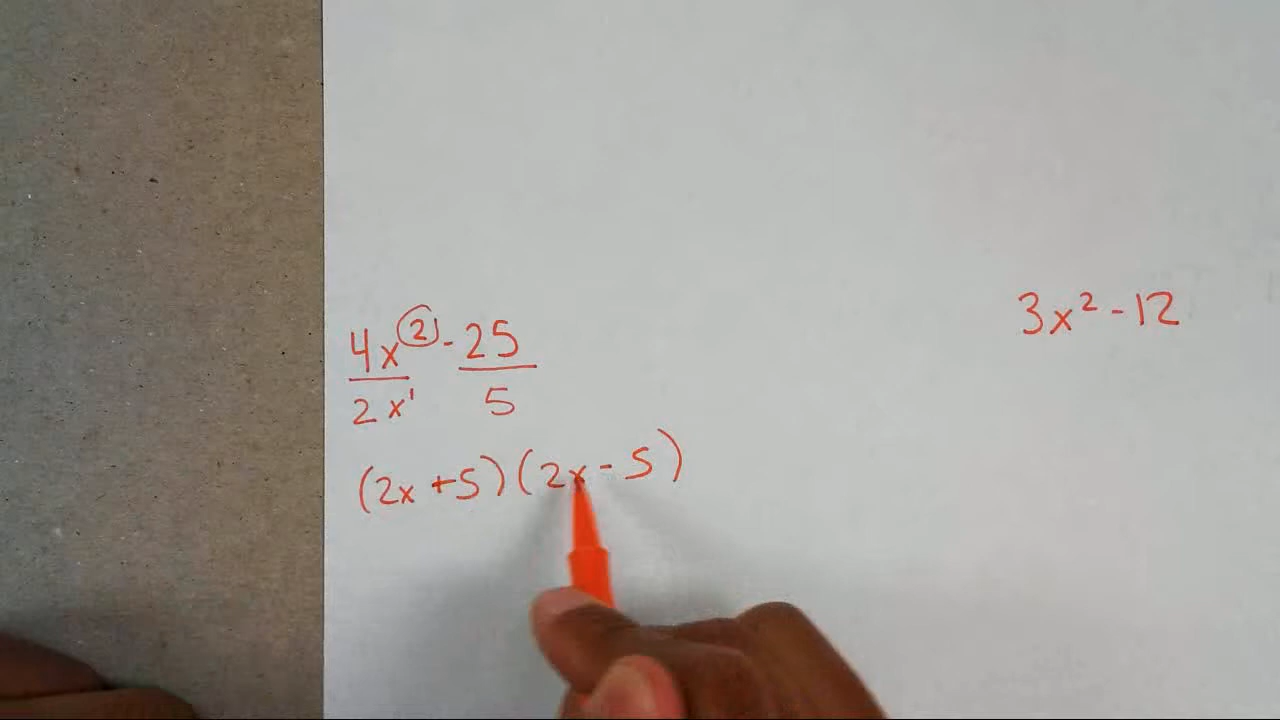 4x² - 25
2x¹ 5
(2x +5)(2x - 5)
3x² - 12